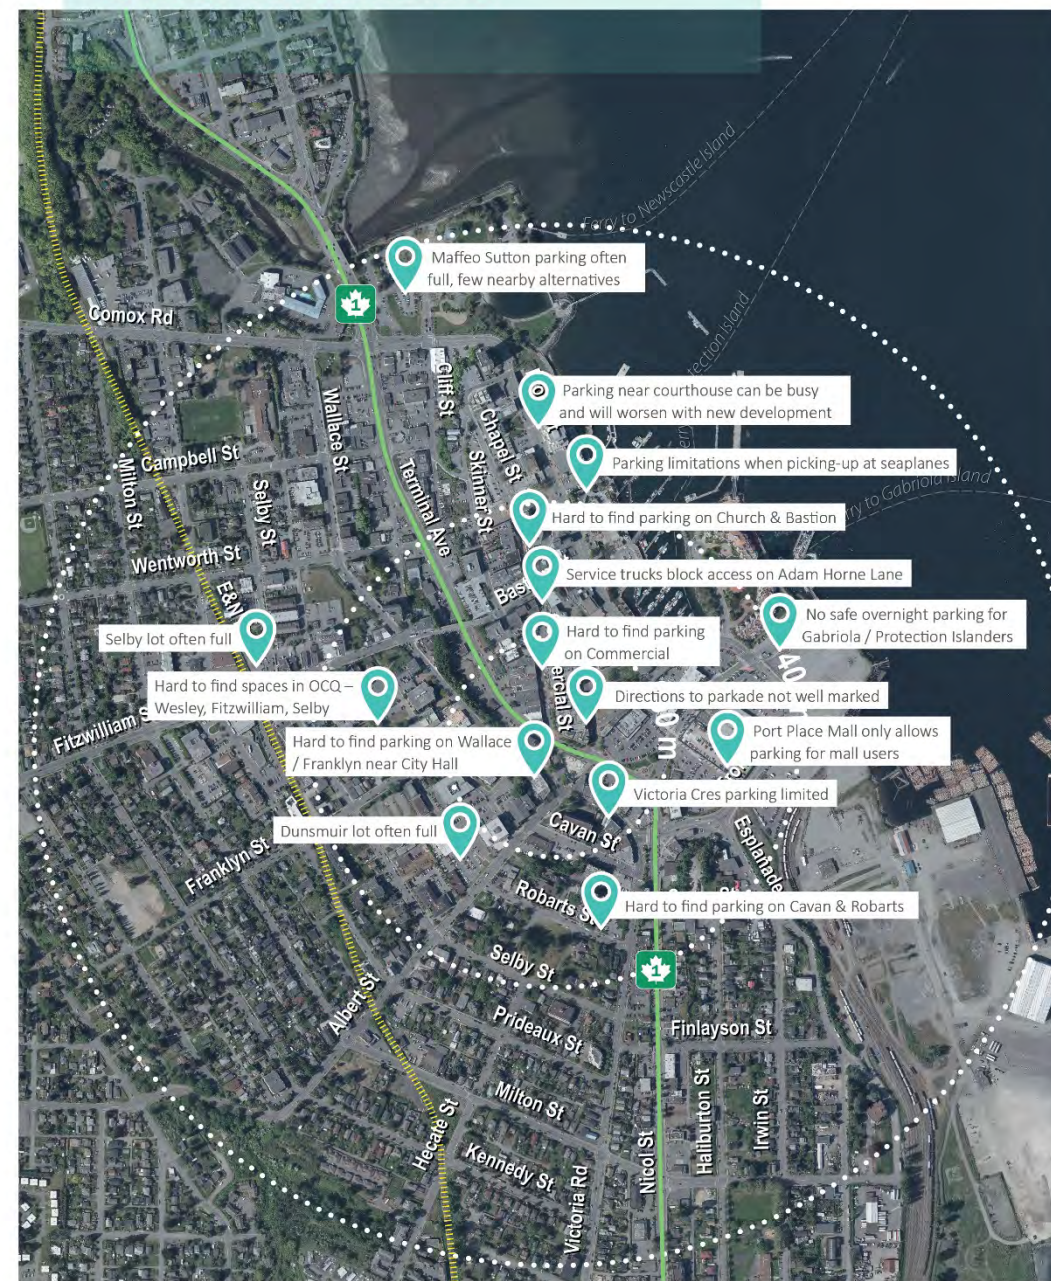 Ferry to Newcastle Island
Maffeo Sutton parking often
full, few nearby alternatives
1
Comox Rd
Cliff St
Parking near courthouse can be busy
and will worsen with new development
Wallace St
Chapel St
Skinner St
Campbell St
Milton St
Selby St
Terminal Ave
Parking limitations when picking-up at seaplanes
Hard to find parking on Church & Bastion
Wentworth St
Service trucks block access on Adam Horne Lane
No safe overnight parking for
Gabriola / Protection Islanders
Selby lot often full
Hard to find parking
on Commercial
Hard to find spaces in OCQ –
Wesley, Fitzwilliam, Selby
Directions to parkade not well marked
Port Place Mall only allows
parking for mall users
Hard to find parking on Wallace
/ Franklyn near City Hall
Victoria Cres parking limited
Dunsmuir lot often full
Cavan St
Esplanade
Franklyn St
Robarts St
Hard to find parking on Cavan & Robarts
Selby St
1
Albert St
Prideaux St
Finlayson St
Milton St
Hecate St
Kennedy St
Victoria Rd
Nicol St
Haliburton St
Irwin St